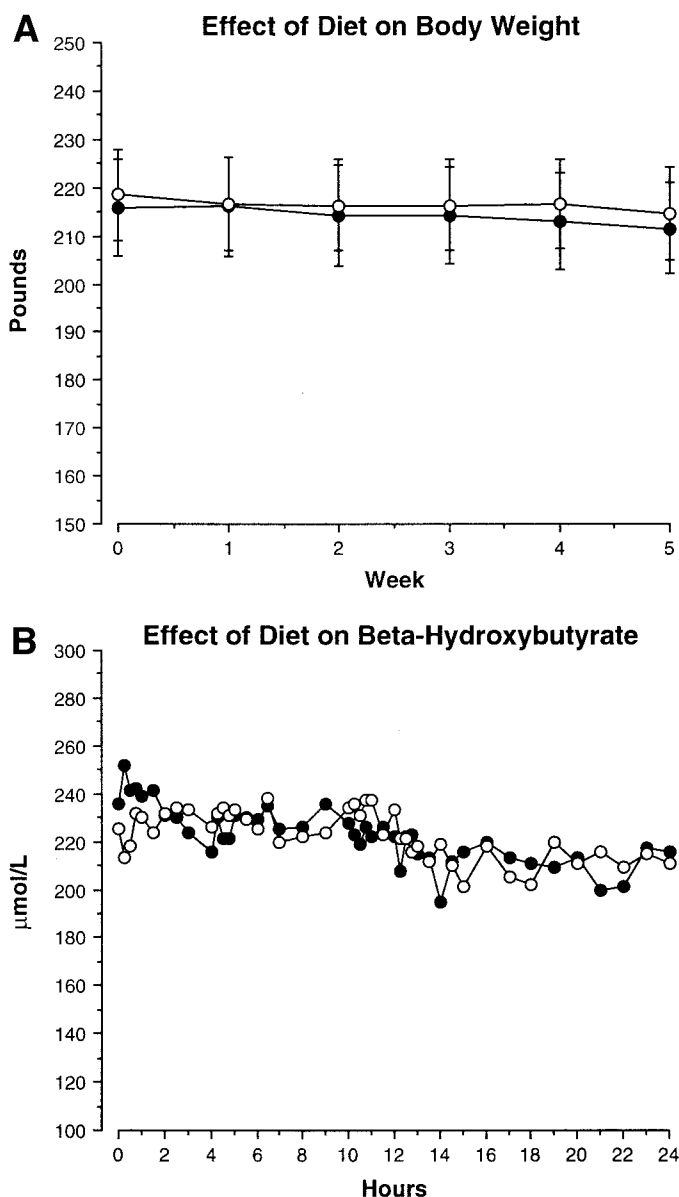 A
Effect of Diet on Body Weight
250
240
230
220
210
200
190
180
170
160
150
Pounds
0 1 2 3 4 5
Week
B
Effect of Diet on Beta-Hydroxybutyrate
300
280
260
240
220
200
180
160
140
120
100
μmol/L
0 2 4 6 8 10 12 14 16 18 20 22 24
Hours